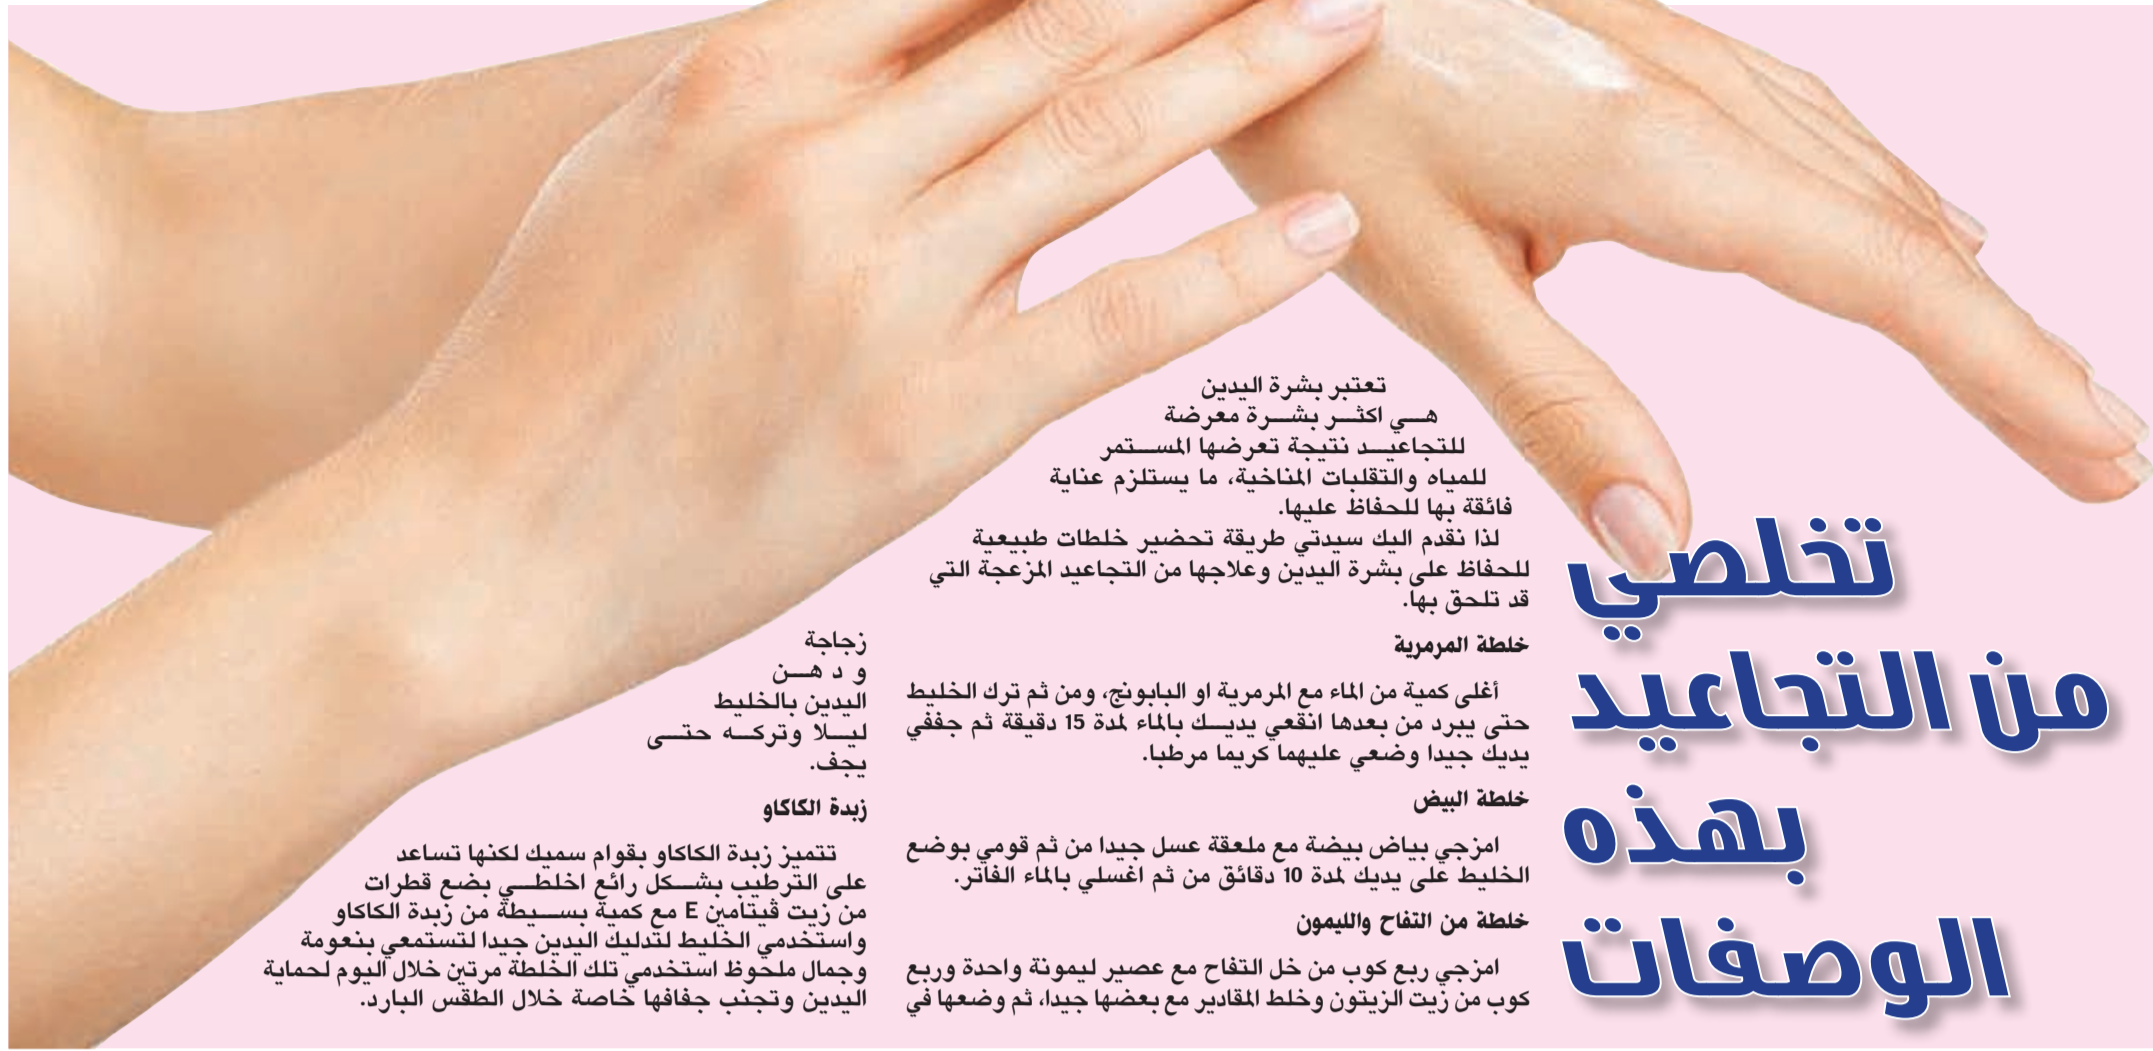 تخلصي
من التجاعيد
بهذه
الوصفات
تعتبر بشرة اليدين
هي اكثر بشرة معرضة
للتجاعيد نتيجة تعرضها المستمر
للمياه والتقلبات المناخية، ما يستلزم عناية
فائقة بها للحفاظ عليها.
لذا نقدم اليك سيدتي طريقة تحضير خلطات طبيعية
للحفاظ على بشرة اليدين وعلاجها من التجاعيد المزعجة التي
قد تلحق بها.
خلطة المرمرية
أغلى كمية من الماء مع المرمرية او البابونج، ومن ثم ترك الخليط
حتى يبرد من بعدها انقعي يديك بالماء لمدة 15 دقيقة ثم جففي
يديك جيدا وضعي عليهما كريما مرطبا.
خلطة البيض
امزجي بياض بيضة مع ملعقة عسل جيدا من ثم قومي بوضع
الخليط على يديك لمدة 10 دقائق من ثم اغسلي بالماء الفاتر.
خلطة من التفاح والليمون
امزجي ربع كوب من خل التفاح مع عصير ليمونة واحدة وربع
كوب من زيت الزيتون وخلط المقادير مع بعضها جيدا، ثم وضعها في
زجاجة
و د هن
اليدين بالخليط
ليلا وتركه حتى
يجف.
زبدة الكاكاو
تتميز زبدة الكاكاو بقوام سميك لكنها تساعد
على الترطيب بشكل رائع اخلطي بضع قطرات
من زيت ڤيتامين E مع كمية بسيطة من زبدة الكاكاو
واستخدمي الخليط لتدليك اليدين جيدا لتستمعي بنعومة
وجمال ملحوظ استخدمي تلك الخلطة مرتين خلال اليوم لحماية
اليدين وتجنب جفافها خاصة خلال الطقس البارد.